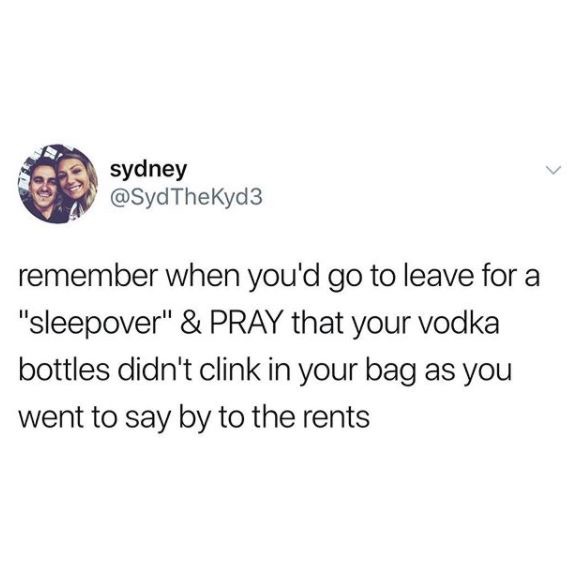 sydney
@SydTheKyd3
remember when you'd go to leave for a
"sleepover" & PRAY that your vodka
bottles didn't clink in your bag as you
went to say by to the rents